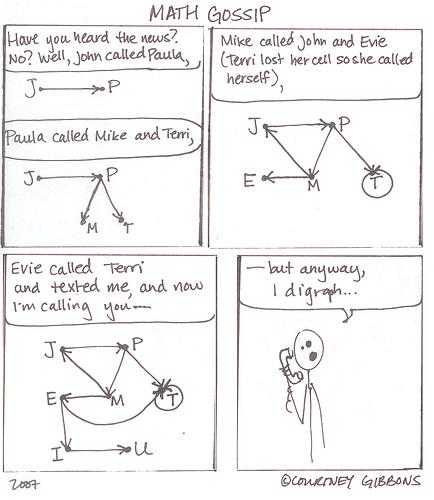 MATH GOSSIP
Have you heard the news?
No? Well, John called Paula,
J P
Paula called Mike and Terri,
J P
M T
Mike called John and Evie
(Terri lost her cell so she called
herself),
J P
E M T
Evie called Terri
and texted me, and now
I'm calling you—
J P
E M T
I U
—but anyway,
I digraph...
2007 ©COURTNEY GIBBONS